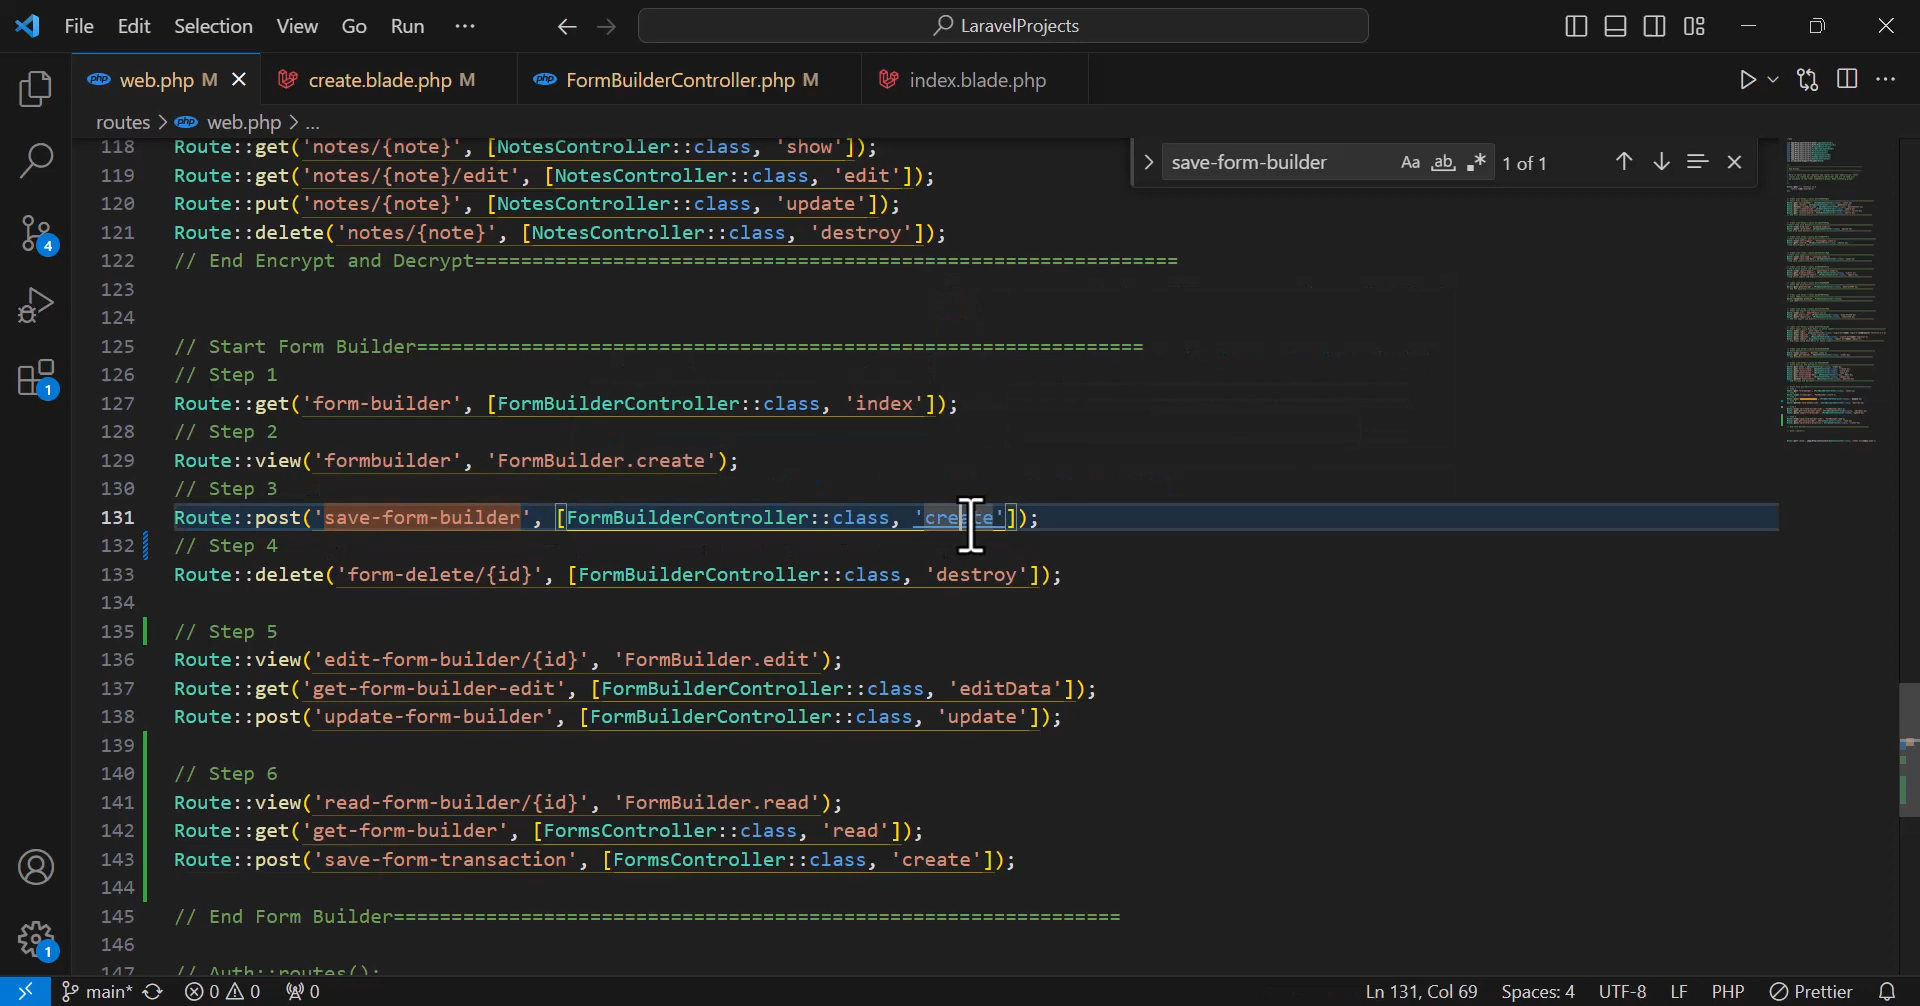 File Edit Selection View Go Run ··· LaravelProjects
web.php M create.blade.php M FormBuilderController.php M index.blade.php
routes > web.php > ...
save-form-builder Aa ab 1 of 1
118 Route::get('notes/{note}', [NotesController::class, 'show']);
119 Route::get('notes/{note}/edit', [NotesController::class, 'edit']);
120 Route::put('notes/{note}', [NotesController::class, 'update']);
121 Route::delete('notes/{note}', [NotesController::class, 'destroy']);
122 // End Encrypt and Decrypt=============================================================
123
124
125 // Start Form Builder===============================================================
126 // Step 1
127 Route::get('form-builder', [FormBuilderController::class, 'index']);
128 // Step 2
129 Route::view('formbuilder', 'FormBuilder.create');
130 // Step 3
131 Route::post('save-form-builder', [FormBuilderController::class, 'create']);
132 // Step 4
133 Route::delete('form-delete/{id}', [FormBuilderController::class, 'destroy']);
134
135 // Step 5
136 Route::view('edit-form-builder/{id}', 'FormBuilder.edit');
137 Route::get('get-form-builder-edit', [FormBuilderController::class, 'editData']);
138 Route::post('update-form-builder', [FormBuilderController::class, 'update']);
139
140 // Step 6
141 Route::view('read-form-builder/{id}', 'FormBuilder.read');
142 Route::get('get-form-builder', [FormsController::class, 'read']);
143 Route::post('save-form-transaction', [FormsController::class, 'create']);
144
145 // End Form Builder===============================================================
146
147 // Auth::routes();
4
1
1
main* 0 0 0 Ln 131, Col 69 Spaces: 4 UTF-8 LF PHP Prettier